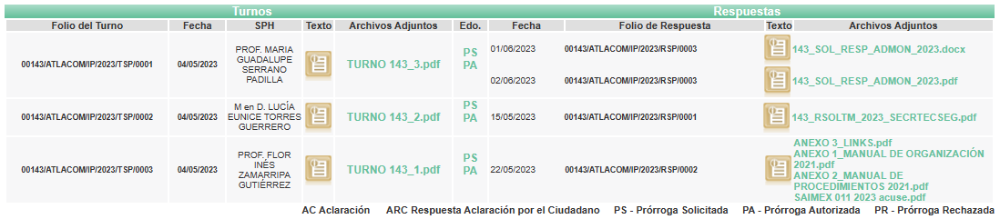 Turnos Respuestas
Folio del Turno Fecha SPH Texto Archivos Adjuntos Edo. Fecha Folio de Respuesta Texto Archivos Adjuntos
00143/ATLACOM/IP/2023/TSP/0001 04/05/2023
PROF. MARIA
GUADALUPE
SERRANO
PADILLA
TURNO 143_3.pdf
PS
PA
01/06/2023 00143/ATLACOM/IP/2023/RSP/0003 143_SOL_RESP_ADMON_2023.docx
02/06/2023 00143/ATLACOM/IP/2023/RSP/0003 143_SOL_RESP_ADMON_2023.pdf
00143/ATLACOM/IP/2023/TSP/0002 04/05/2023
M en D. LUCÍA
EUNICE TORRES
GUERRERO
TURNO 143_2.pdf
PS
PA
15/05/2023 00143/ATLACOM/IP/2023/RSP/0001 143_RSOLTM_2023_SECRTECSEG.pdf
00143/ATLACOM/IP/2023/TSP/0003 04/05/2023
PROF. FLOR
INÉS
ZAMARRIPA
GUTIÉRREZ
TURNO 143_1.pdf
PS
PA
22/05/2023 00143/ATLACOM/IP/2023/RSP/0002
ANEXO 3_LINKS.pdf
ANEXO 1_MANUAL DE ORGANIZACIÓN
2021.pdf
ANEXO 2_MANUAL DE
PROCEDIMIENTOS 2021.pdf
SAIMEX 011 2023 acuse.pdf
AC Aclaración ARC Respuesta Aclaración por el Ciudadano PS - Prórroga Solicitada PA - Prórroga Autorizada PR - Prórroga Rechazada